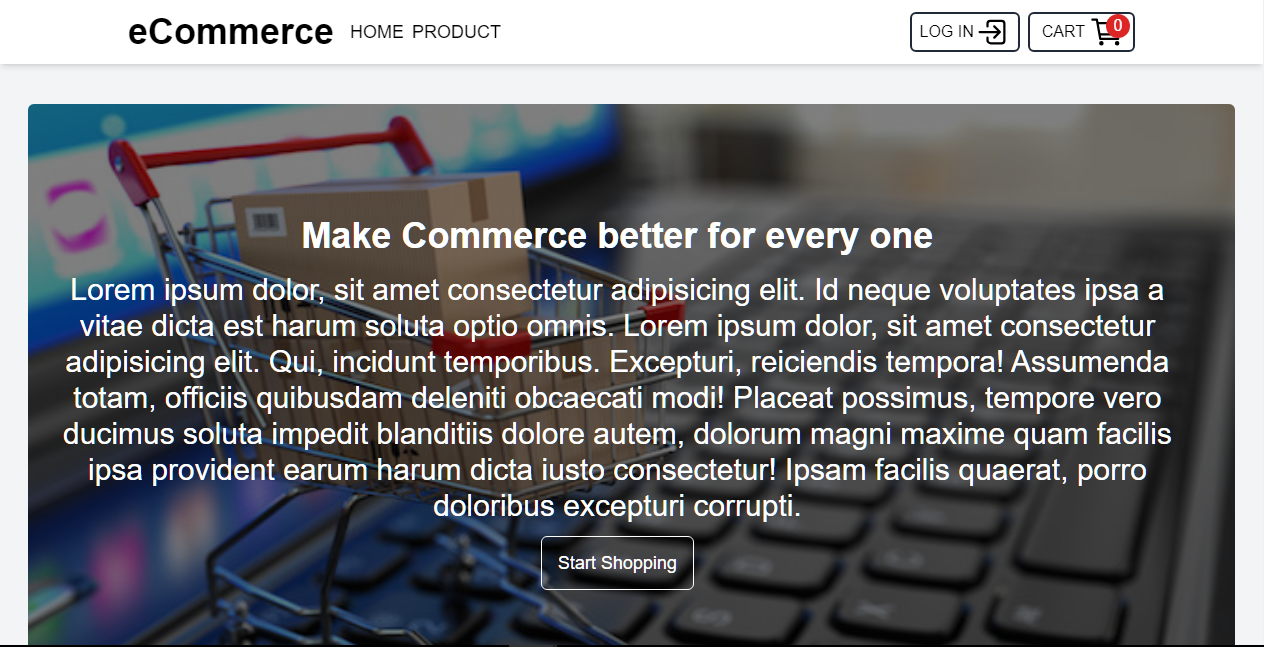 eCommerce HOME PRODUCT LOG IN CART 0
Make Commerce better for every one
Lorem ipsum dolor, sit amet consectetur adipisicing elit. Id neque voluptates ipsa a
vitae dicta est harum soluta optio omnis. Lorem ipsum dolor, sit amet consectetur
adipisicing elit. Qui, incidunt temporibus. Excepturi, reiciendis tempora! Assumenda
totam, officiis quibusdam deleniti obcaecati modi! Placeat possimus, tempore vero
ducimus soluta impedit blanditiis dolore autem, dolorum magni maxime quam facilis
ipsa provident earum harum dicta iusto consectetur! Ipsam facilis quaerat, porro
doloribus excepturi corrupti.
Start Shopping